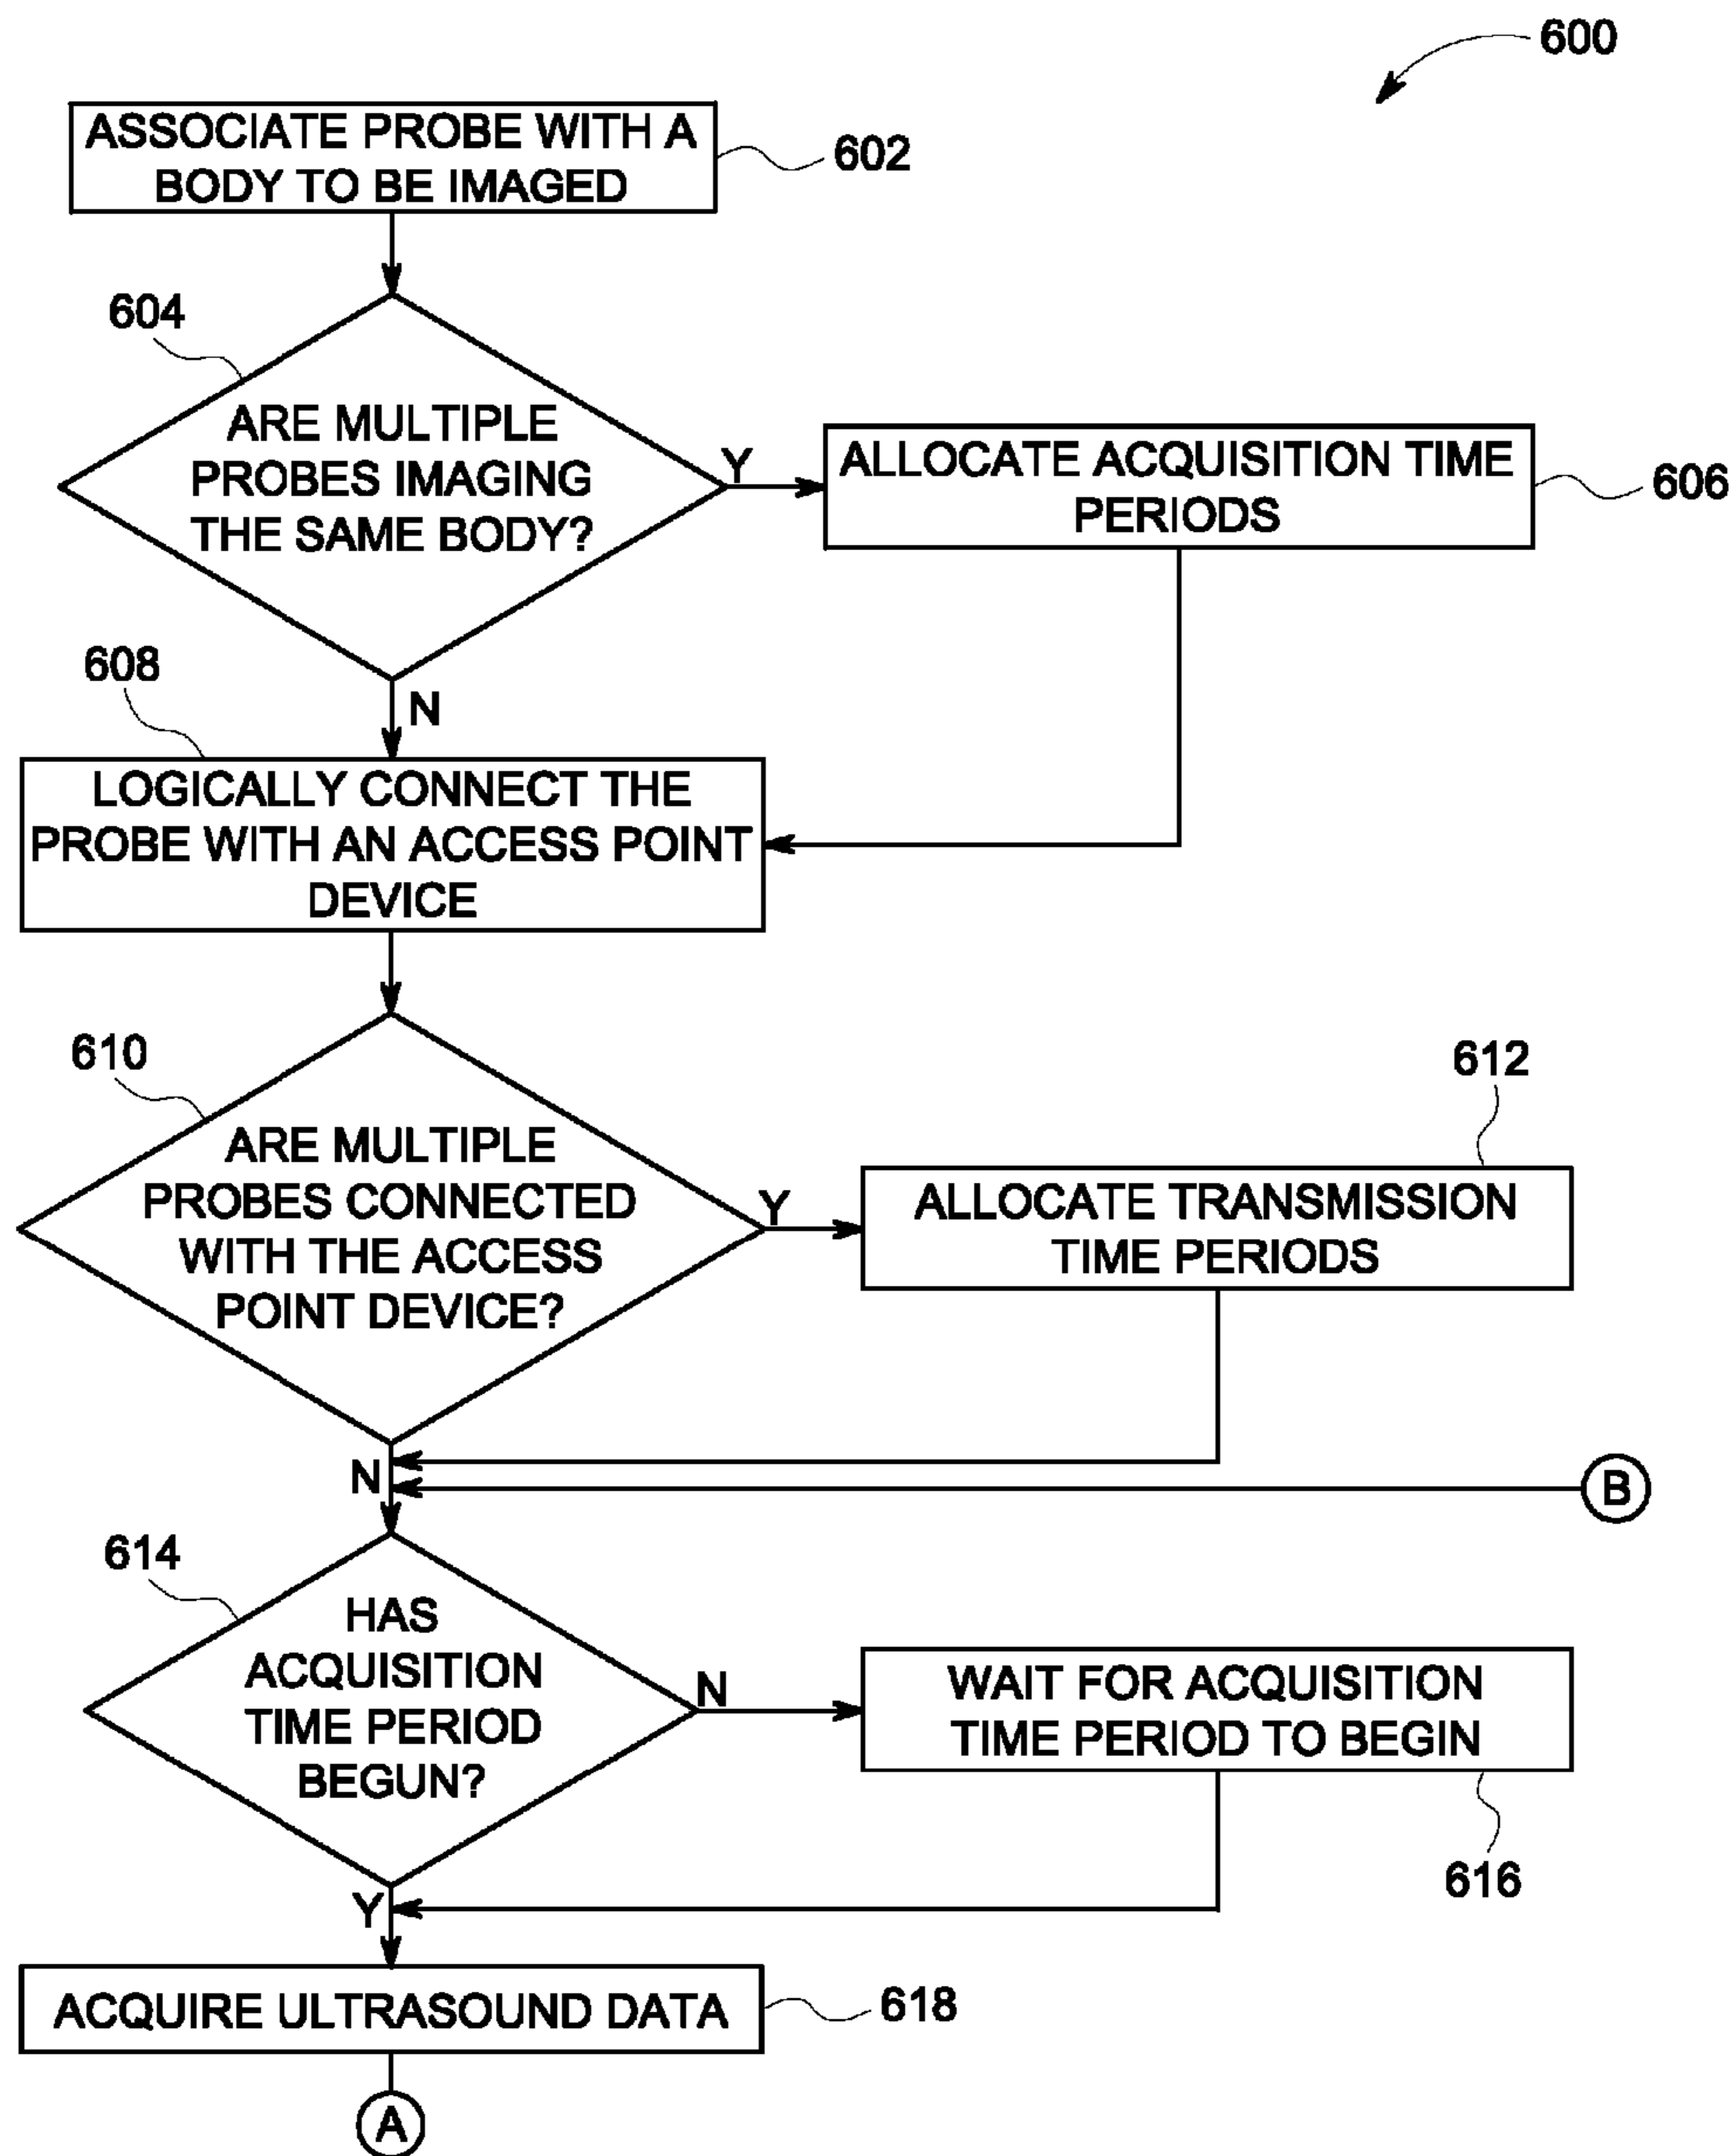 600
ASSOCIATE PROBE WITH A
BODY TO BE IMAGED
602
604
ARE MULTIPLE
PROBES IMAGING
THE SAME BODY?
Y
ALLOCATE ACQUISITION TIME
PERIODS
606
N
608
LOGICALLY CONNECT THE
PROBE WITH AN ACCESS POINT
DEVICE
610
ARE MULTIPLE
PROBES CONNECTED
WITH THE ACCESS
POINT DEVICE?
Y
612
ALLOCATE TRANSMISSION
TIME PERIODS
N
B
614
HAS
ACQUISITION
TIME PERIOD
BEGUN?
N
WAIT FOR ACQUISITION
TIME PERIOD TO BEGIN
616
Y
ACQUIRE ULTRASOUND DATA
618
A